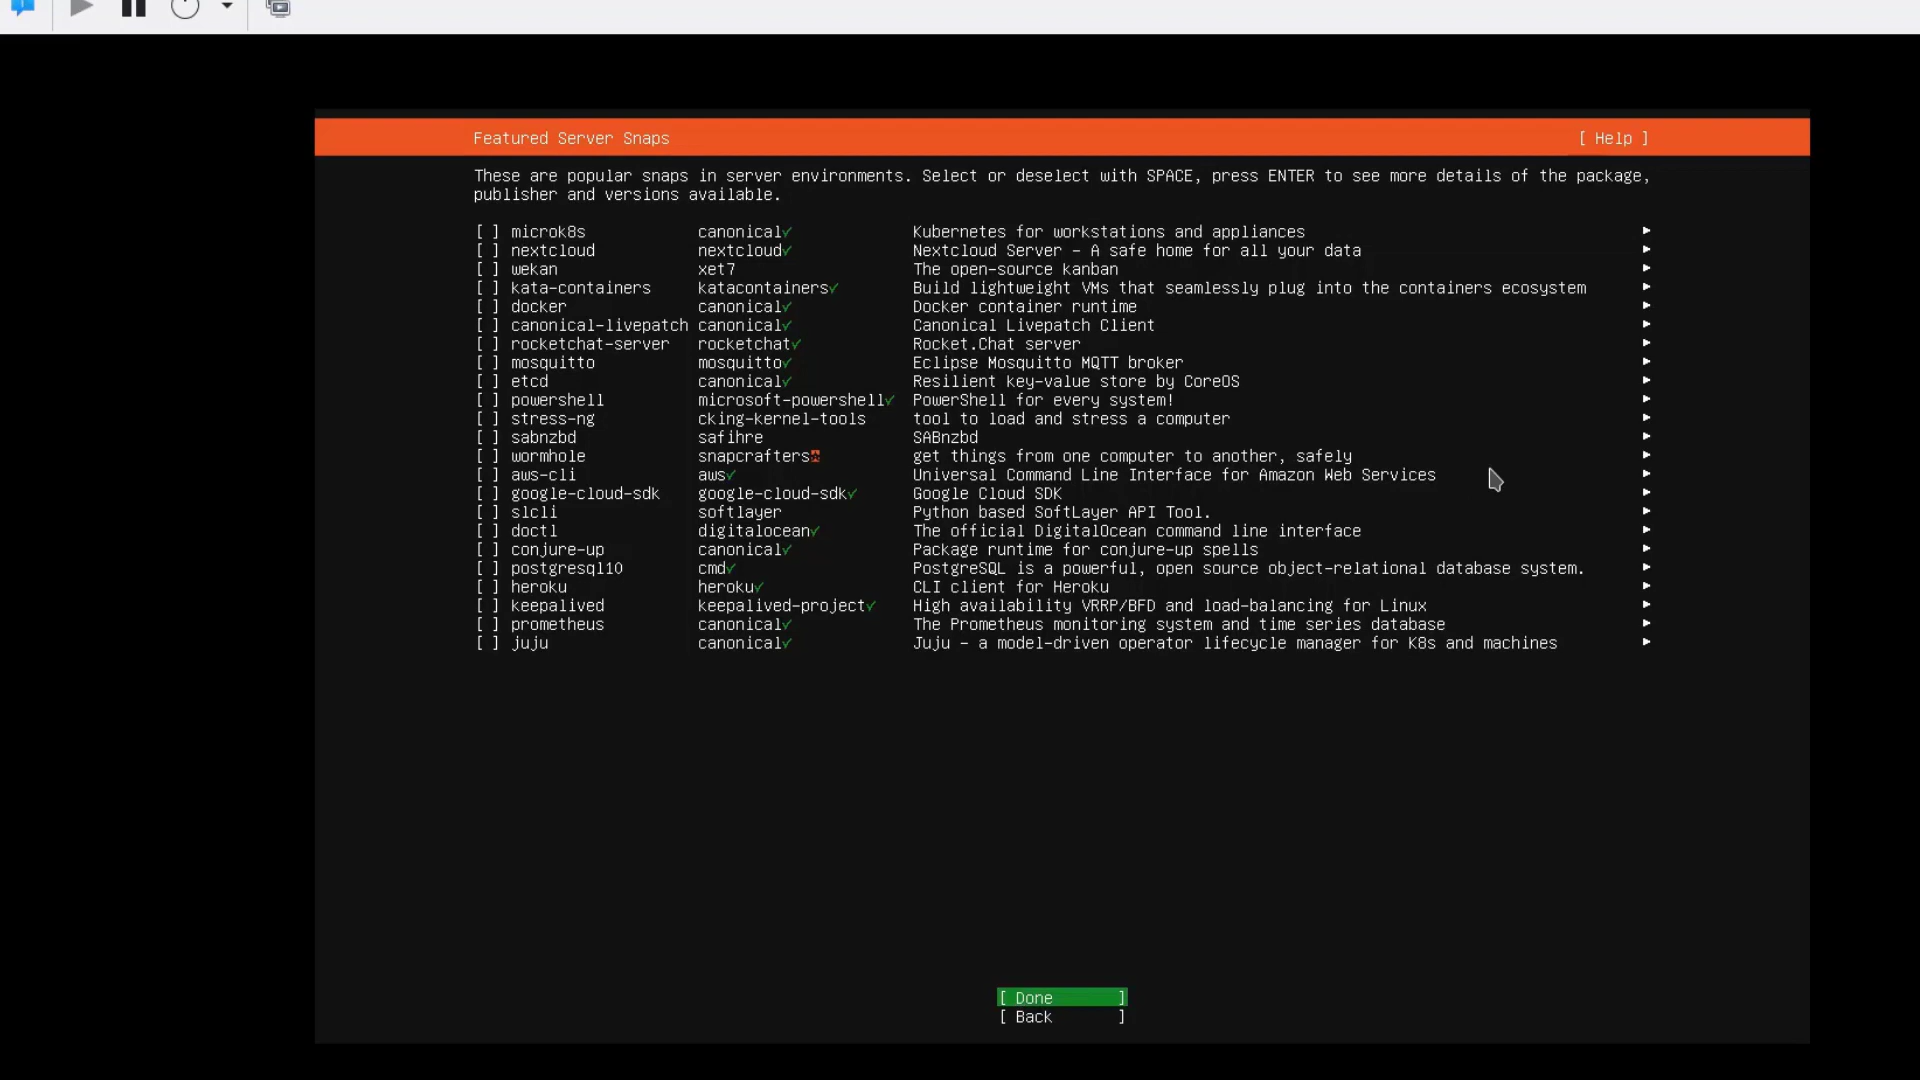 Featured Server Snaps [ Help ]
These are popular snaps in server environments. Select or deselect with SPACE, press ENTER to see more details of the package,
publisher and versions available.
[ ] microk8s canonical✓ Kubernetes for workstations and appliances ▸
[ ] nextcloud nextcloud✓ Nextcloud Server - A safe home for all your data ▸
[ ] wekan xet7 The open-source kanban ▸
[ ] kata-containers katacontainers✓ Build lightweight VMs that seamlessly plug into the containers ecosystem ▸
[ ] docker canonical✓ Docker container runtime ▸
[ ] canonical-livepatch canonical✓ Canonical Livepatch Client ▸
[ ] rocketchat-server rocketchat✓ Rocket.Chat server ▸
[ ] mosquitto mosquitto✓ Eclipse Mosquitto MQTT broker ▸
[ ] etcd canonical✓ Resilient key-value store by CoreOS ▸
[ ] powershell microsoft-powershell✓ PowerShell for every system! ▸
[ ] stress-ng cking-kernel-tools tool to load and stress a computer ▸
[ ] sabnzbd safihre SABnzbd ▸
[ ] wormhole snapcrafters get things from one computer to another, safely ▸
[ ] aws-cli aws✓ Universal Command Line Interface for Amazon Web Services ▸
[ ] google-cloud-sdk google-cloud-sdk✓ Google Cloud SDK ▸
[ ] slcli softlayer Python based SoftLayer API Tool. ▸
[ ] doctl digitalocean✓ The official DigitalOcean command line interface ▸
[ ] conjure-up canonical✓ Package runtime for conjure-up spells ▸
[ ] postgresql10 cmd✓ PostgreSQL is a powerful, open source object-relational database system. ▸
[ ] heroku heroku✓ CLI client for Heroku ▸
[ ] keepalived keepalived-project✓ High availability VRRP/BFD and load-balancing for Linux ▸
[ ] prometheus canonical✓ The Prometheus monitoring system and time series database ▸
[ ] juju canonical✓ Juju - a model-driven operator lifecycle manager for K8s and machines ▸
[ Done ]
[ Back ]